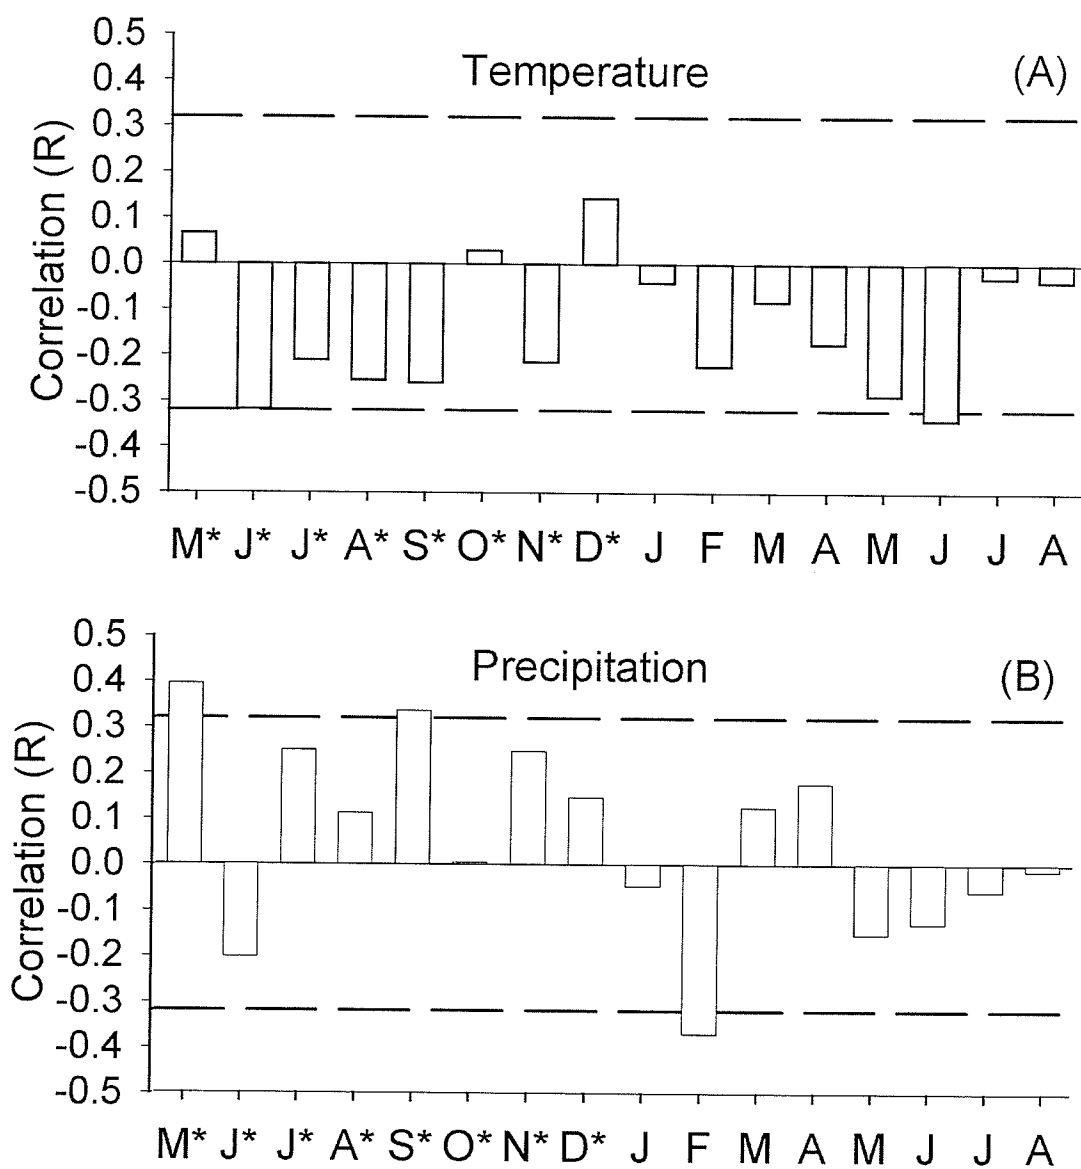 0.5
0.4
0.3
0.2
0.1
0.0
-0.1
-0.2
-0.3
-0.4
-0.5
Correlation (R)
Temperature
(A)
M* J* J* A* S* O* N* D* J F M A M J J A
0.5
0.4
0.3
0.2
0.1
0.0
-0.1
-0.2
-0.3
-0.4
-0.5
Correlation (R)
Precipitation
(B)
M* J* J* A* S* O* N* D* J F M A M J J A